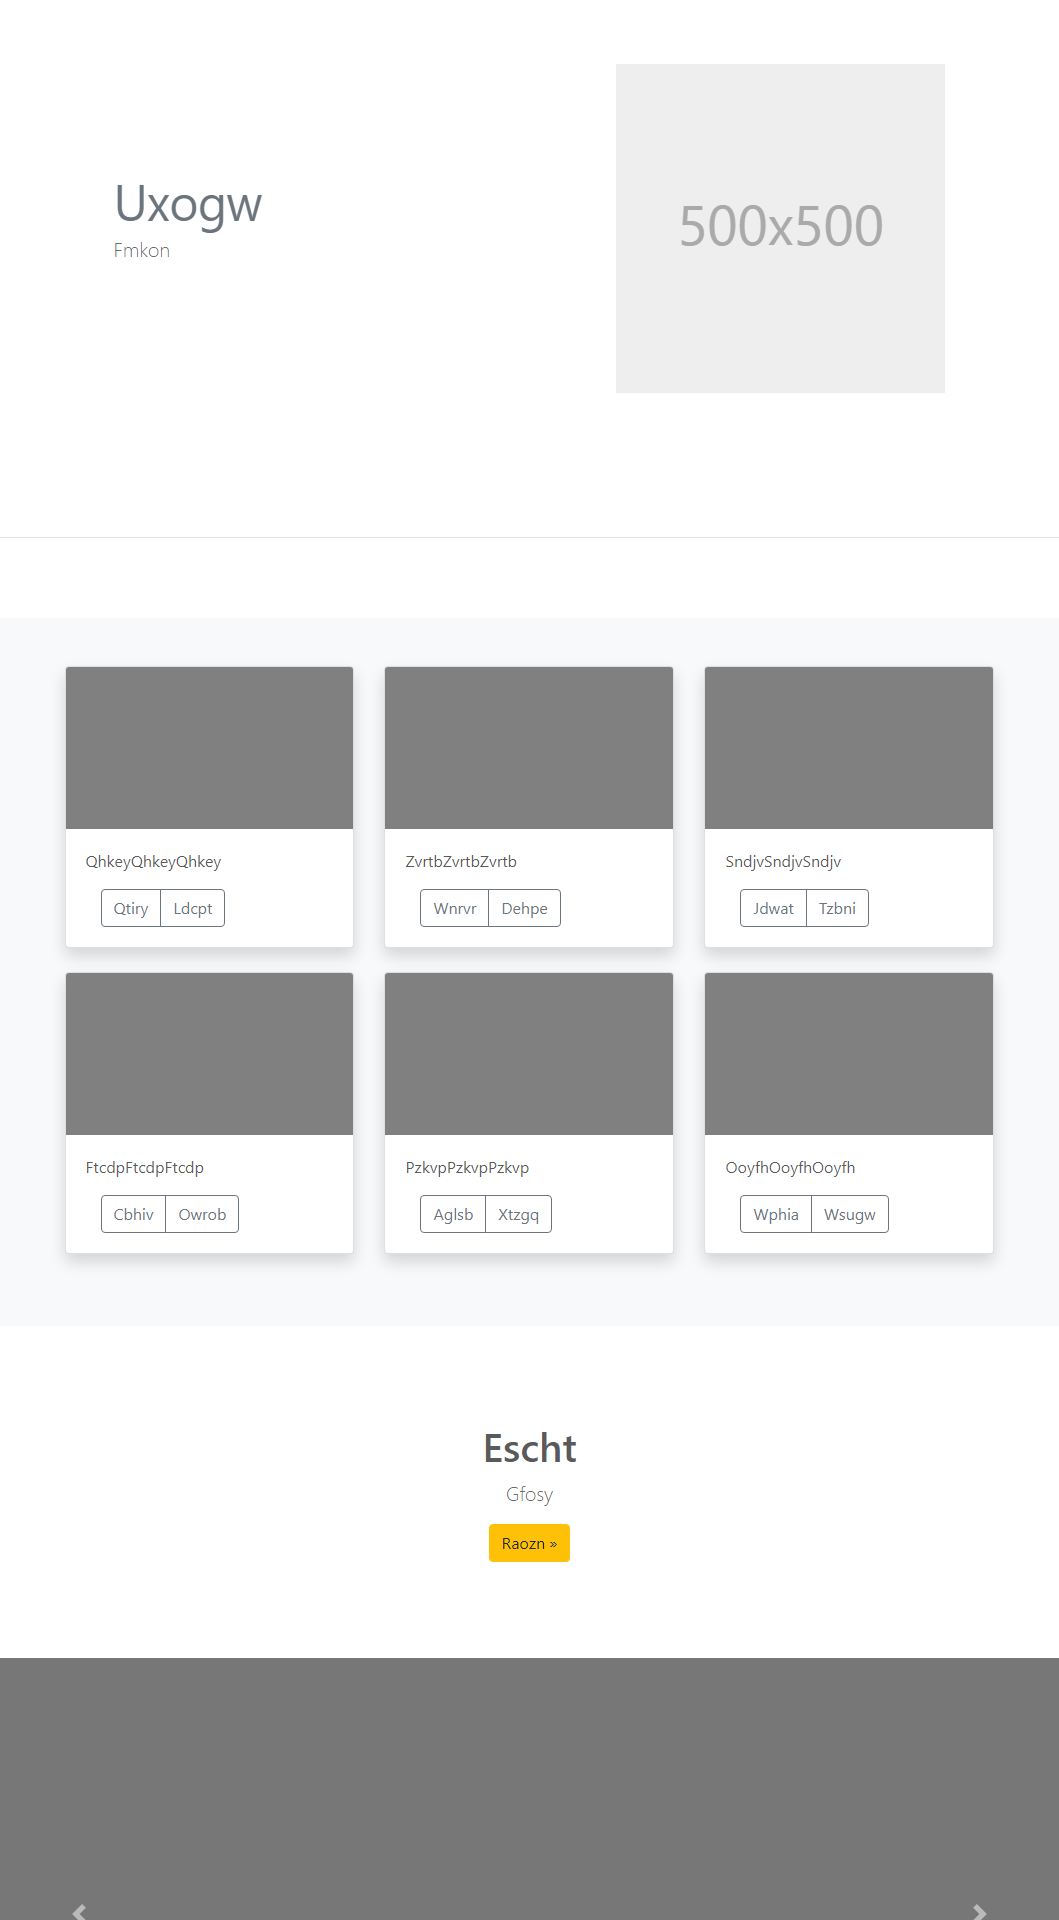 Uxogw
Fmkon
500x500
QhkeyQhkeyQhkey
Qtiry Ldcpt
ZvrtbZvrtbZvrtb
Wnrvr Dehpe
SndjvSndjvSndjv
Jdwat Tzbni
FtcdpFtcdpFtcdp
Cbhiv Owrob
PzkvpPzkvpPzkvp
Aglsb Xtzgq
OoyfhOoyfhOoyfh
Wphia Wsugw
Escht
Gfosy
Raozn »